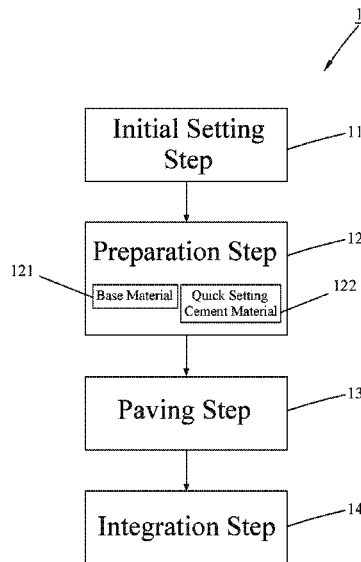 1
Initial Setting
Step
11
Preparation Step
12
121
Base Material
Quick Setting
Cement Material
122
Paving Step
13
Integration Step
14